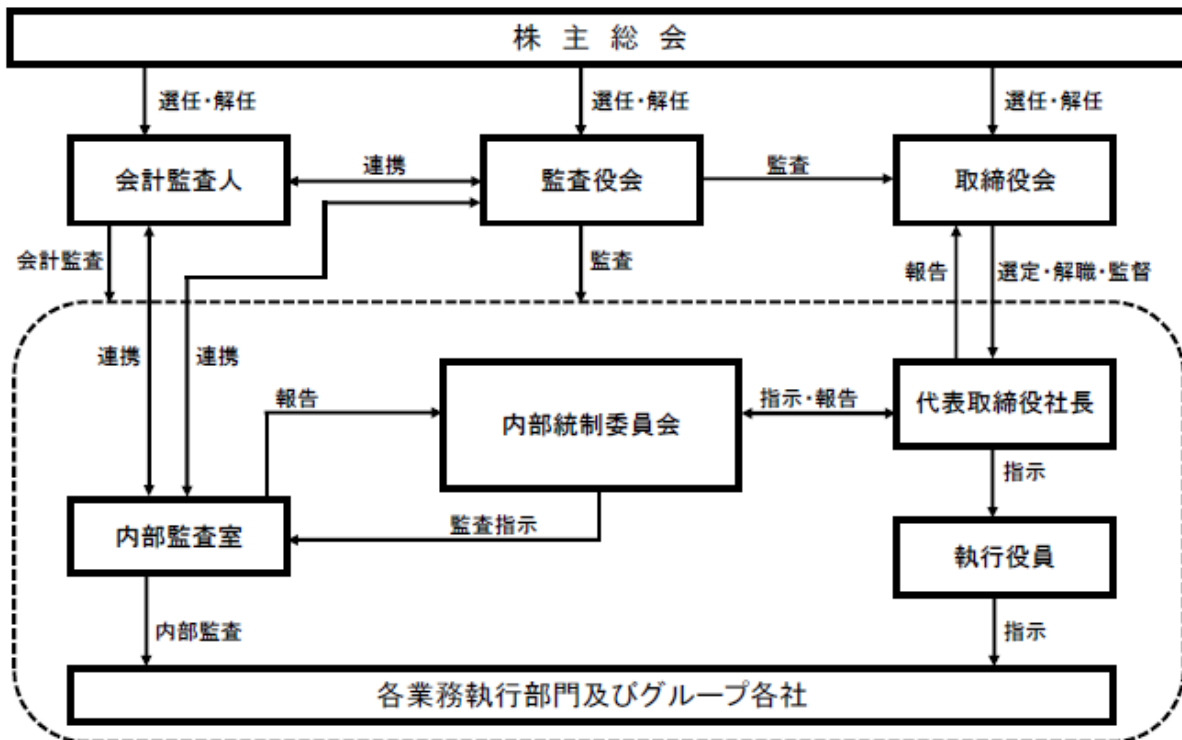 株主総会
選任・解任
選任・解任
選任・解任
会計監査人
連携
監査役会
監査
取締役会
会計監査
監査
報告
選定・解職・監督
連携
連携
報告
内部統制委員会
指示・報告
代表取締役社長
指示
内部監査室
監査指示
執行役員
内部監査
指示
各業務執行部門及びグループ各社